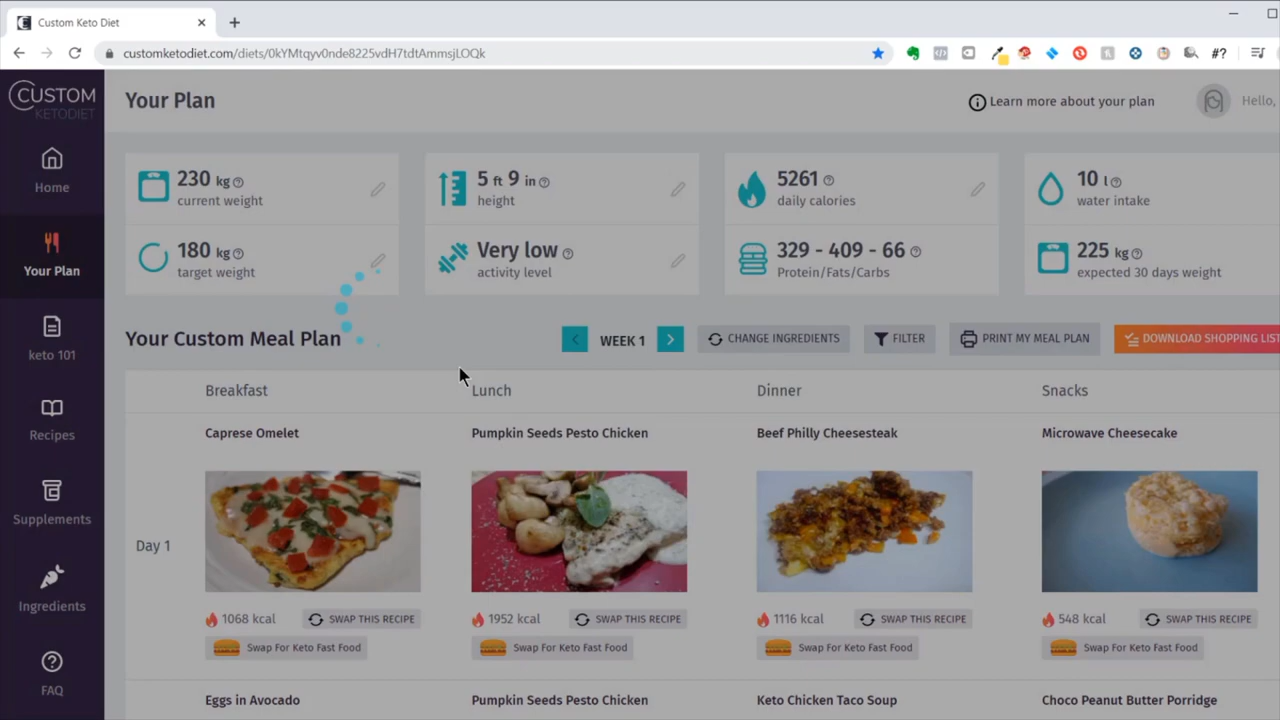 Custom Keto Diet
customketodiet.com/diets/0kYMtqyv0nde8225vdH7tdtAmmsjLOQk
#?
CUSTOM
KETODIET
Your Plan
Learn more about your plan
Hello,
Home
230 kg
current weight
5 ft 9 in
height
5261
daily calories
10 l
water intake
Your Plan
180 kg
target weight
Very low
activity level
329 - 409 - 66
Protein/Fats/Carbs
225 kg
expected 30 days weight
keto 101
Your Custom Meal Plan
WEEK 1
CHANGE INGREDIENTS
FILTER
PRINT MY MEAL PLAN
DOWNLOAD SHOPPING LIST
Recipes
Breakfast
Lunch
Dinner
Snacks
Caprese Omelet
Pumpkin Seeds Pesto Chicken
Beef Philly Cheesesteak
Microwave Cheesecake
Supplements
Day 1
Ingredients
1068 kcal
SWAP THIS RECIPE
1952 kcal
SWAP THIS RECIPE
1116 kcal
SWAP THIS RECIPE
548 kcal
SWAP THIS RECIPE
Swap For Keto Fast Food
Swap For Keto Fast Food
Swap For Keto Fast Food
Swap For Keto Fast Food
FAQ
Eggs in Avocado
Pumpkin Seeds Pesto Chicken
Keto Chicken Taco Soup
Choco Peanut Butter Porridge